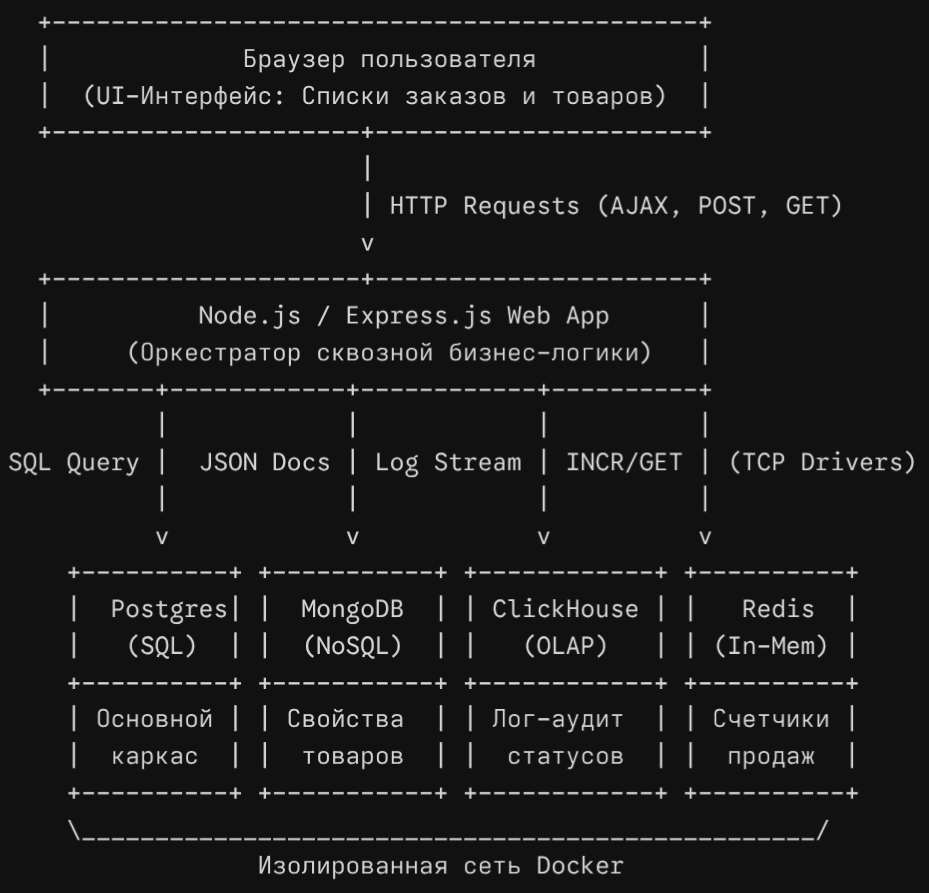 Браузер пользователя
(UI-Интерфейс: Списки заказов и товаров)
HTTP Requests (AJAX, POST, GET)
v
Node.js / Express.js Web App
(Оркестратор сквозной бизнес-логики)
SQL Query | JSON Docs | Log Stream | INCR/GET | (TCP Drivers)
v v v v
Postgres| | MongoDB | | ClickHouse | | Redis
(SQL) | | (NoSQL) | | (OLAP) | | (In-Mem)
Основной | | Свойства | | Лог-аудит | | Счетчики
каркас | | товаров | | статусов | | продаж
Изолированная сеть Docker